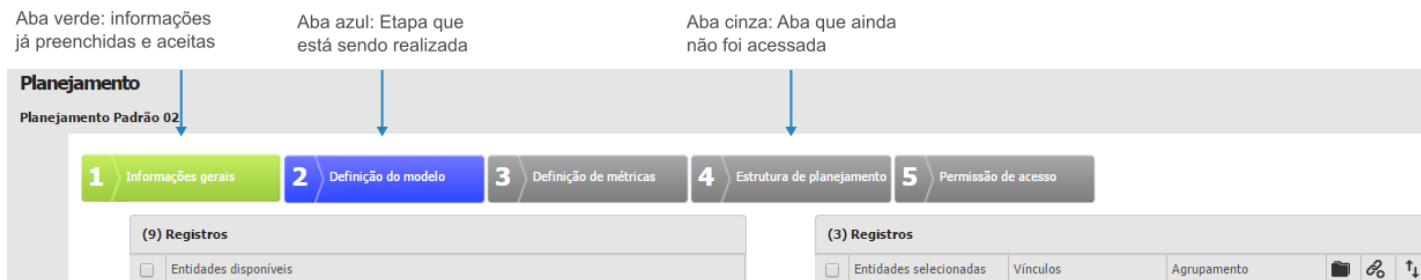 Aba verde: informações
já preenchidas e aceitas
Aba azul: Etapa que
está sendo realizada
Aba cinza: Aba que ainda
não foi acessada
Planejamento
Planejamento Padrão 02
1 Informações gerais
2 Definição do modelo
3 Definição de métricas
4 Estrutura de planejamento
5 Permissão de acesso
(9) Registros
Entidades disponíveis
(3) Registros
Entidades selecionadas Vínculos Agrupamento